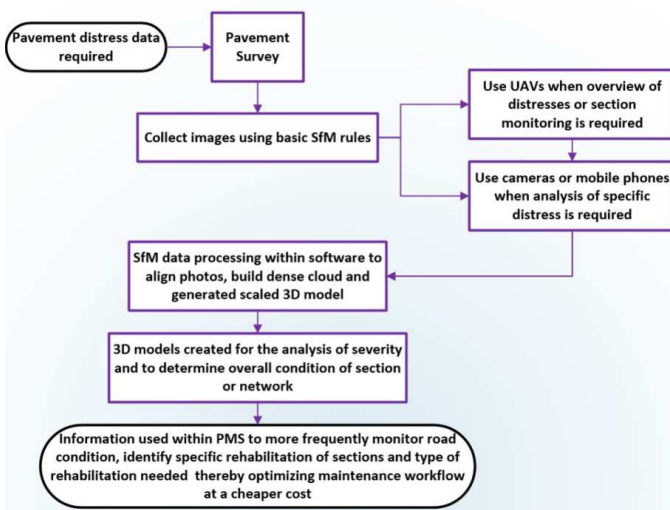 Pavement distress data
required
Pavement
Survey
Collect images using basic SfM rules
Use UAVs when overview of
distresses or section
monitoring is required
Use cameras or mobile phones
when analysis of specific
distress is required
SfM data processing within software to
align photos, build dense cloud and
generated scaled 3D model
3D models created for the analysis of severity
and to determine overall condition of section
or network
Information used within PMS to more frequently monitor road
condition, identify specific rehabilitation of sections and type of
rehabilitation needed thereby optimizing maintenance workflow
at a cheaper cost